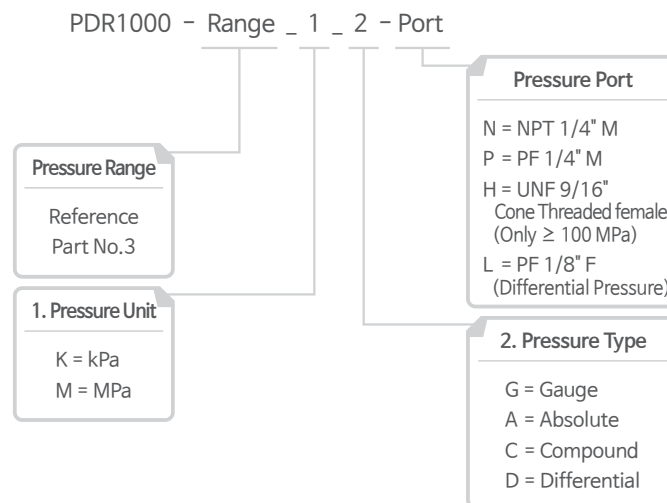 PDR1000 - Range _ 1 _ 2 - Port
Pressure Port
N = NPT 1/4" M
P = PF 1/4" M
H = UNF 9/16"
Cone Threaded female
(Only ≥ 100 MPa)
L = PF 1/8" F
(Differential Pressure)
Pressure Range
Reference
Part No.3
1. Pressure Unit
K = kPa
M = MPa
2. Pressure Type
G = Gauge
A = Absolute
C = Compound
D = Differential